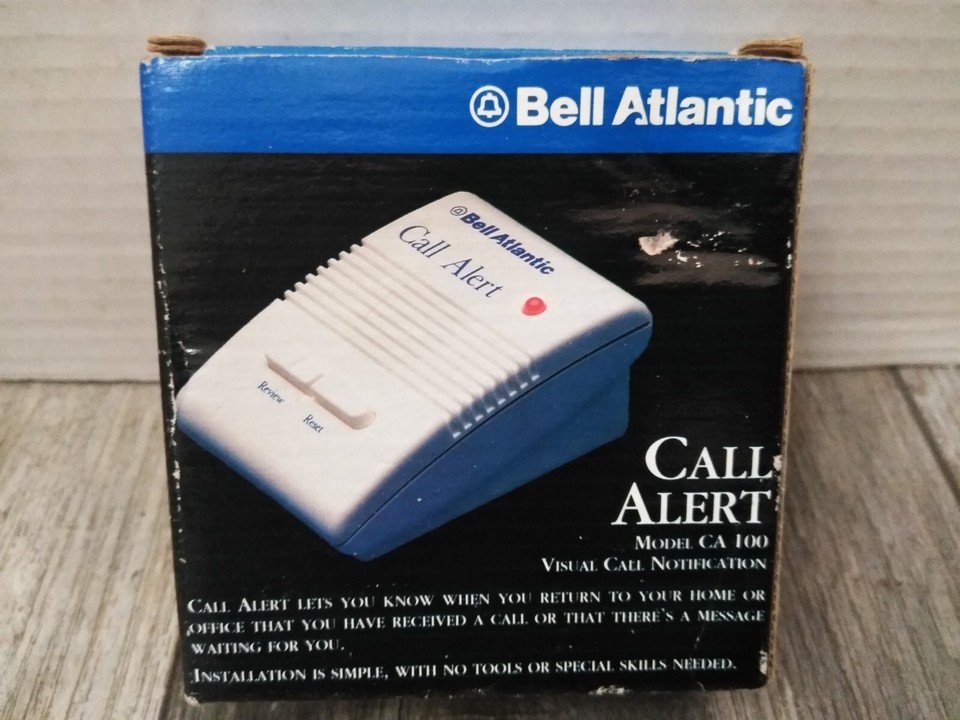 Bell Atlantic
Bell Atlantic
Call Alert
Review
Reset
CALL
ALERT
MODEL CA 100
VISUAL CALL NOTIFICATION
CALL ALERT LETS YOU KNOW WHEN YOU RETURN TO YOUR HOME OR
OFFICE THAT YOU HAVE RECEIVED A CALL OR THAT THERE'S A MESSAGE
WAITING FOR YOU.
INSTALLATION IS SIMPLE, WITH NO TOOLS OR SPECIAL SKILLS NEEDED.